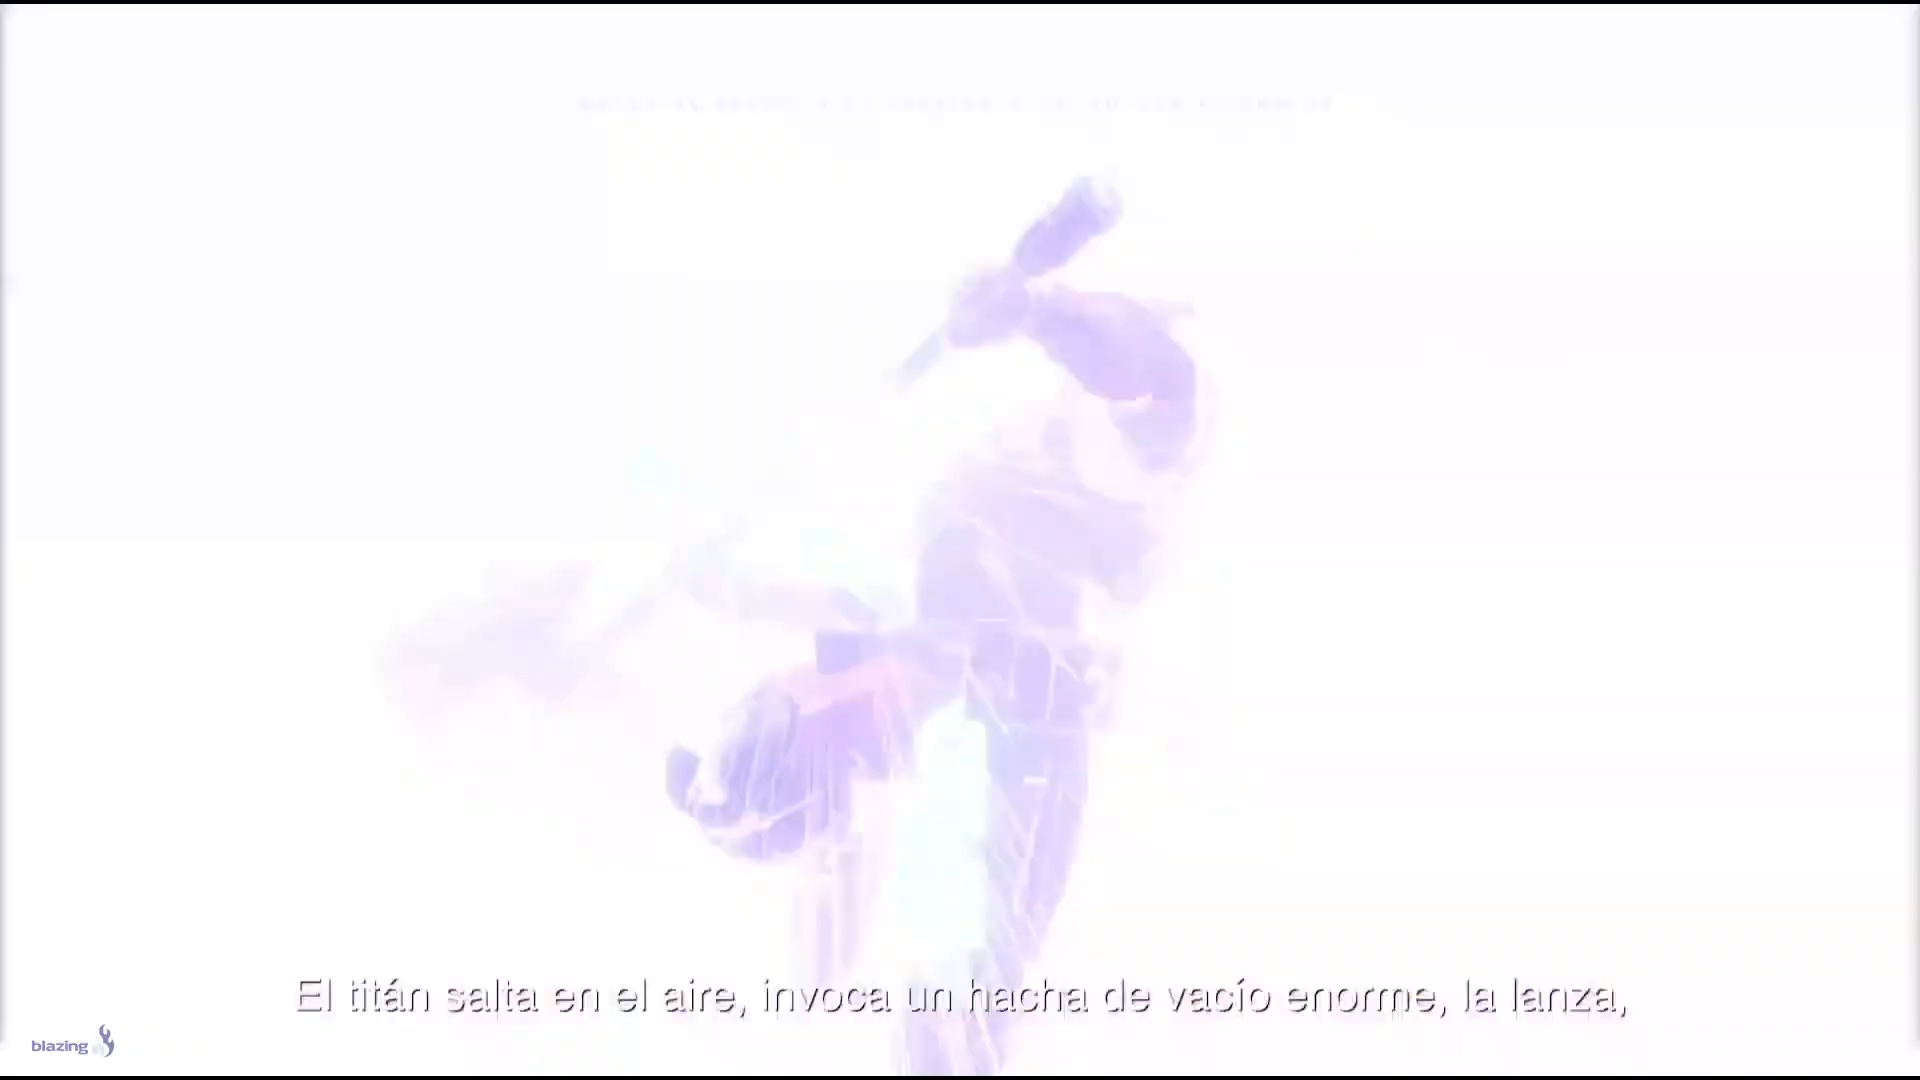 El titán salta en el aire, invoca un hacha de vacío enorme, la lanza,
blazing